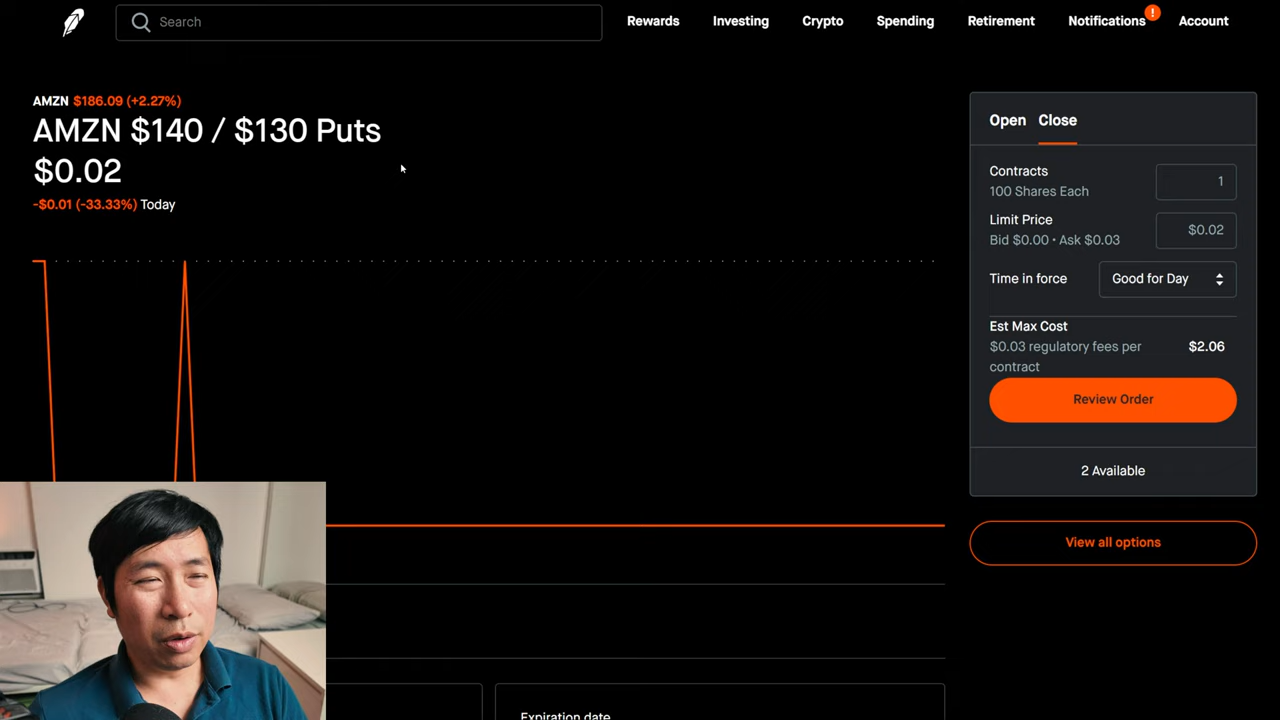 Search
Rewards
Investing
Crypto
Spending
Retirement
Notifications
!
Account
AMZN $186.09 (+2.27%)
AMZN $140 / $130 Puts
$0.02
-$0.01 (-33.33%) Today
Open Close
Contracts
100 Shares Each
1
Limit Price
Bid $0.00 • Ask $0.03
$0.02
Time in force
Good for Day
Est Max Cost
$0.03 regulatory fees per
contract
$2.06
Review Order
2 Available
View all options
Expiration date